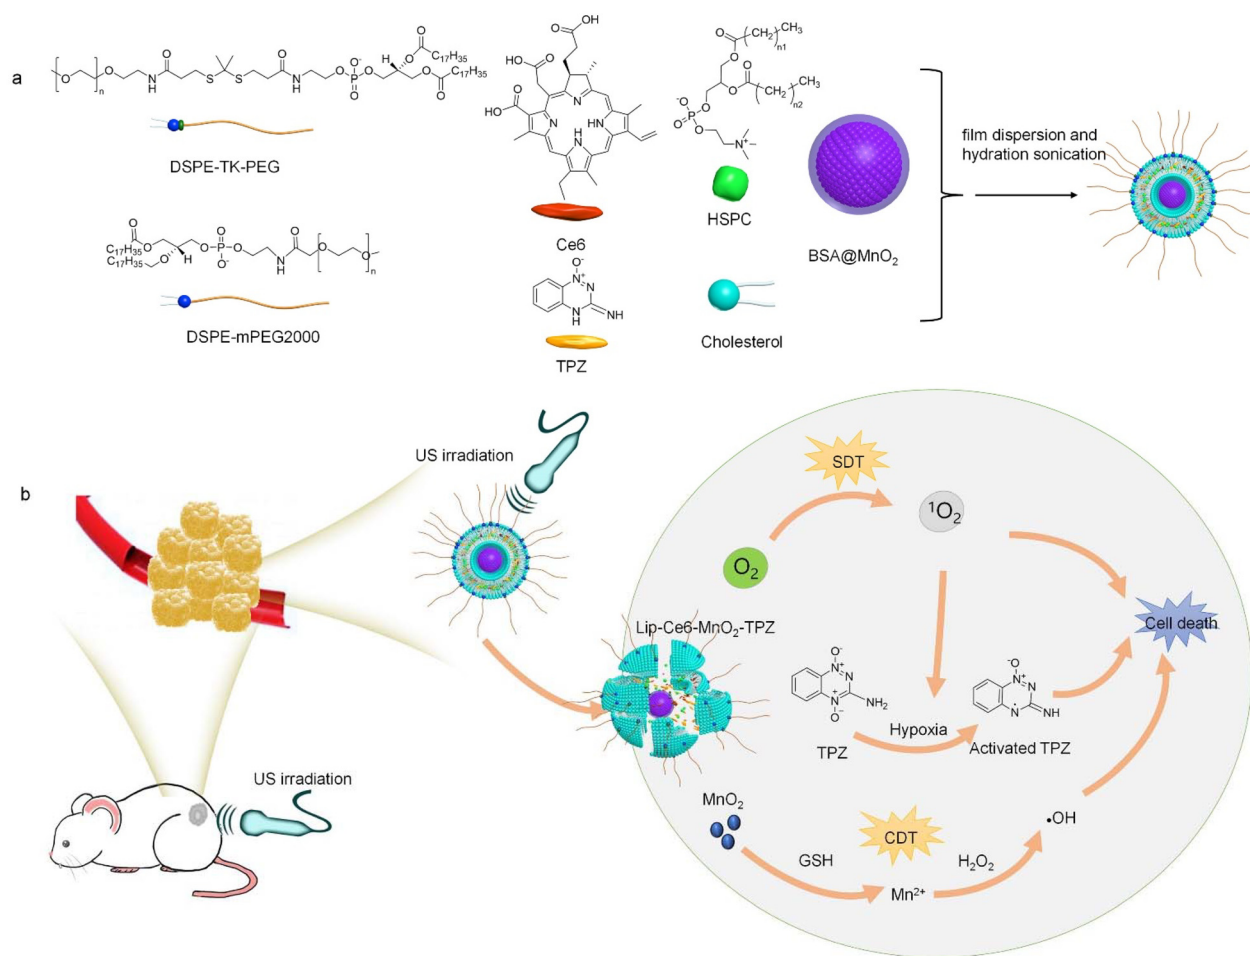 a
DSPE-TK-PEG
DSPE-mPEG2000
Ce6
TPZ
HSPC
Cholesterol
BSA@MnO₂
film dispersion and
hydration sonication
b
US irradiation
US irradiation
SDT
O₂
¹O₂
Cell death
Lip-Ce6-MnO₂-TPZ
TPZ
Hypoxia
Activated TPZ
MnO₂
GSH
CDT
Mn²⁺
H₂O₂
•OH